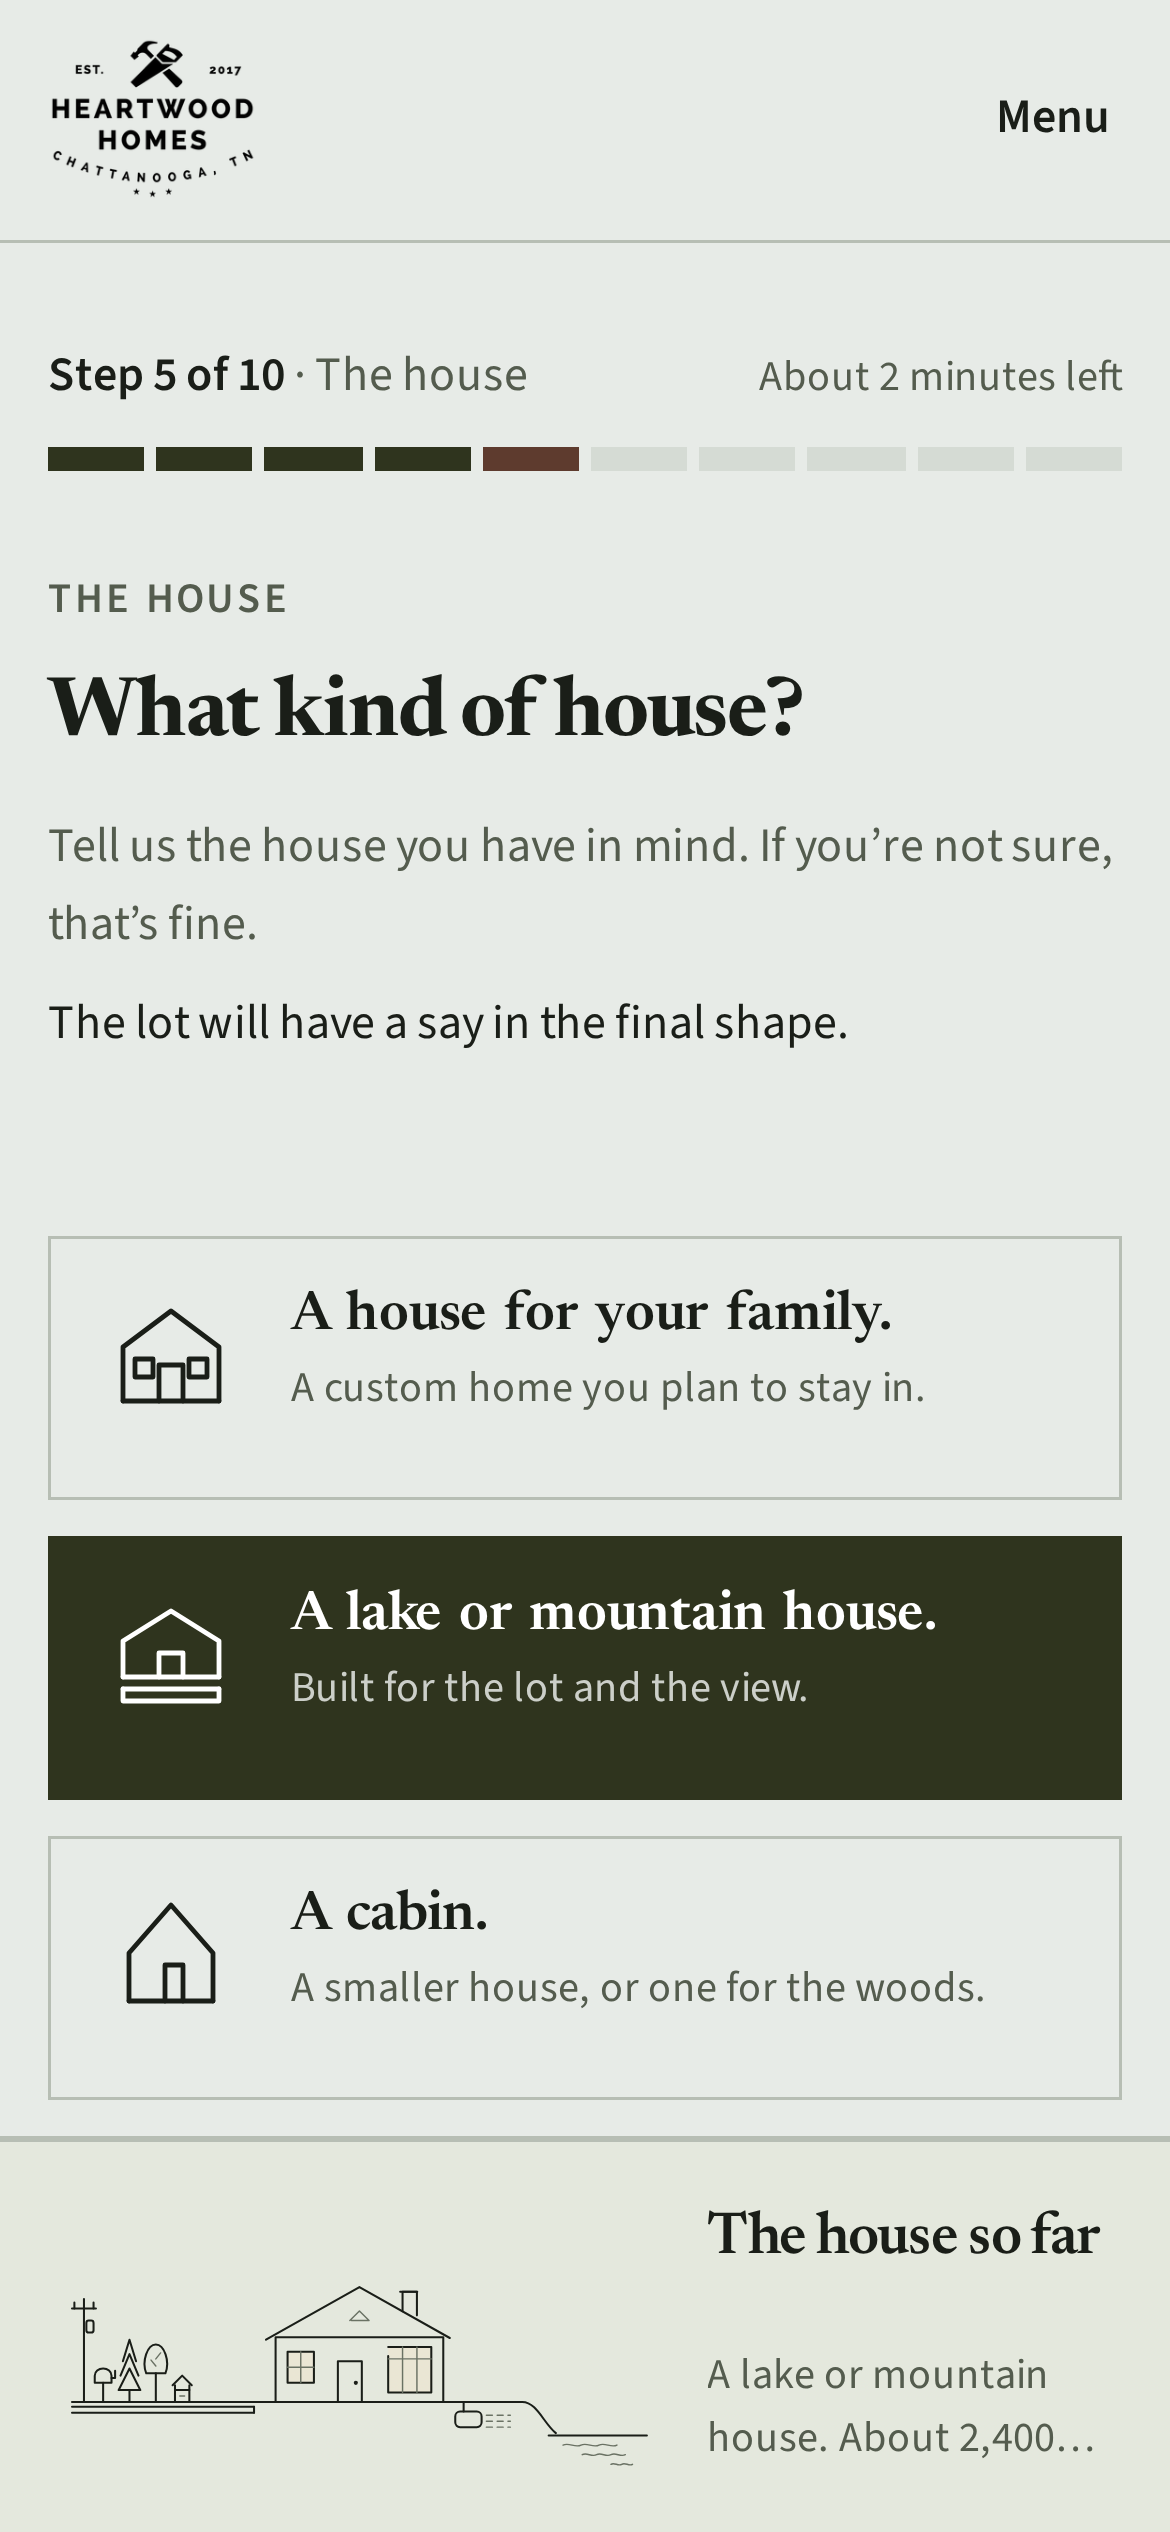 EST. 2017
HEARTWOOD
HOMES
CHATTANOOGA, TN
Menu
Step 5 of 10 · The house
About 2 minutes left
THE HOUSE
What kind of house?
Tell us the house you have in mind. If you’re not sure,
that’s fine.
The lot will have a say in the final shape.
A house for your family.
A custom home you plan to stay in.
A lake or mountain house.
Built for the lot and the view.
A cabin.
A smaller house, or one for the woods.
The house so far
A lake or mountain
house. About 2,400…